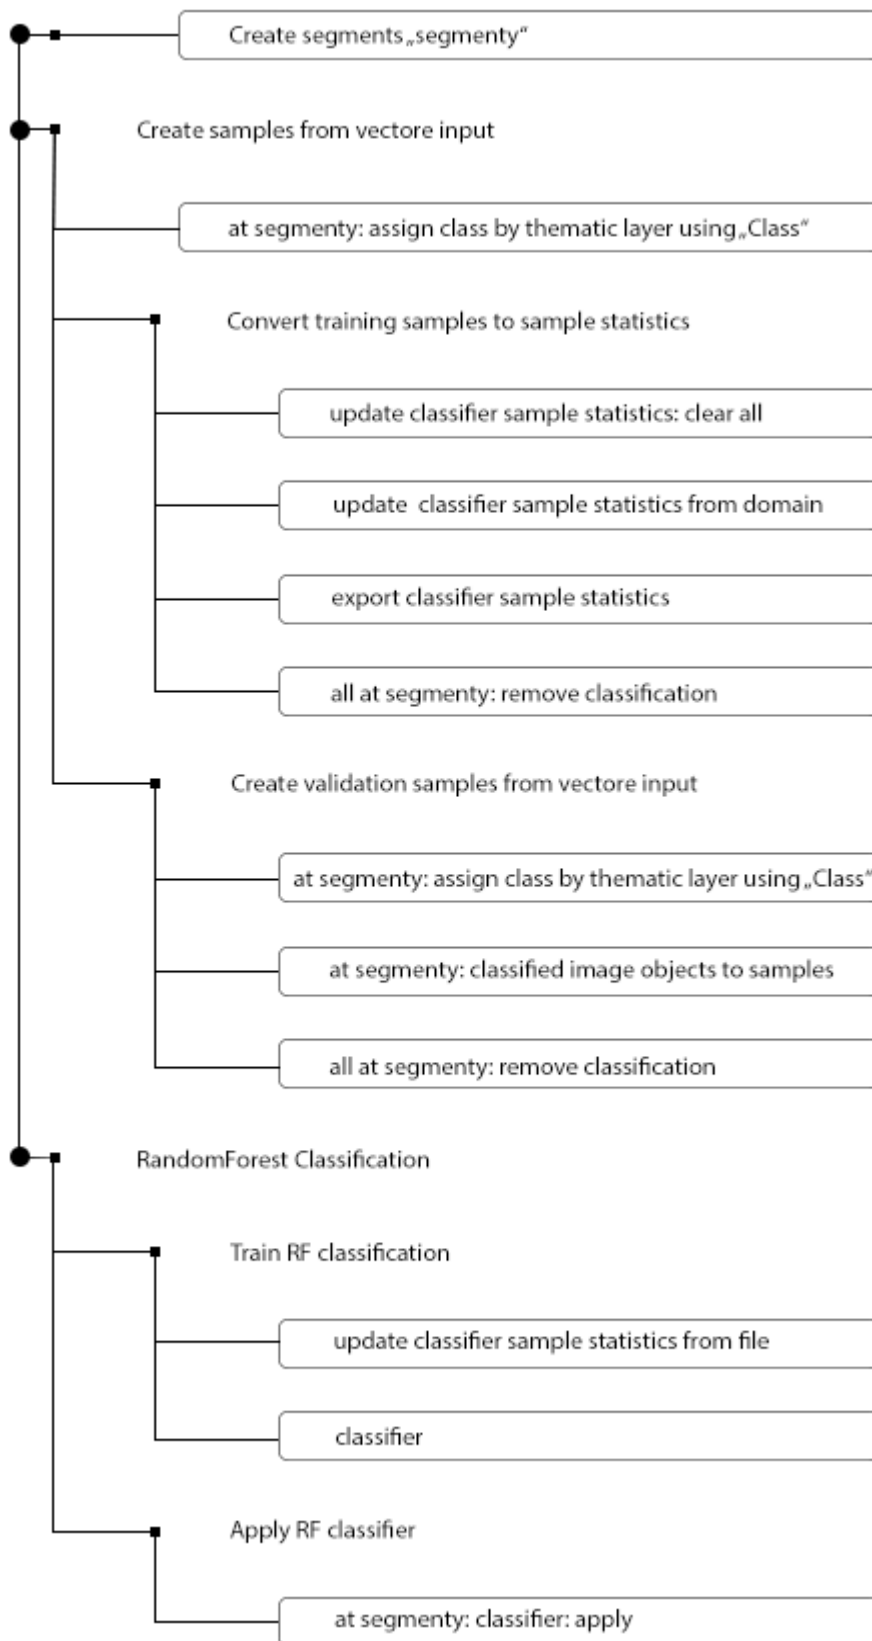 Create segments „segmenty“
Create samples from vectore input
at segmenty: assign class by thematic layer using „Class“
Convert training samples to sample statistics
update classifier sample statistics: clear all
update classifier sample statistics from domain
export classifier sample statistics
all at segmenty: remove classification
Create validation samples from vectore input
at segmenty: assign class by thematic layer using „Class“
at segmenty: classified image objects to samples
all at segmenty: remove classification
RandomForest Classification
Train RF classification
update classifier sample statistics from file
classifier
Apply RF classifier
at segmenty: classifier: apply